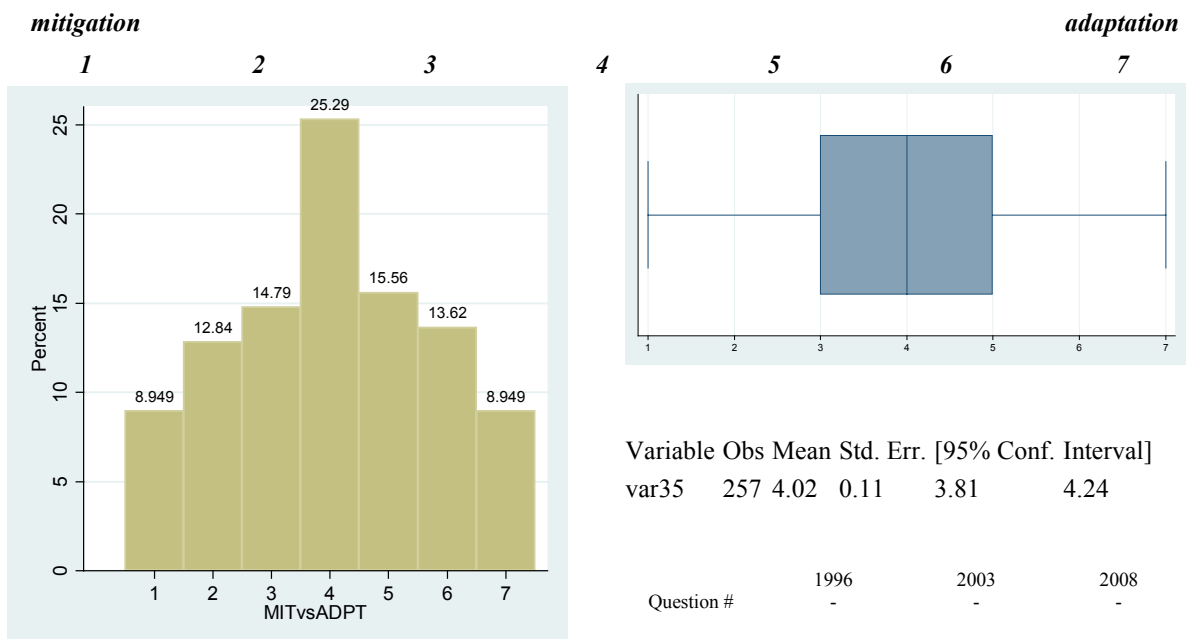 mitigation adaptation
1 2 3 4 5 6 7
25.29
15.56
14.79
13.62
12.84
8.949 8.949
Percent
25
20
15
10
5
0
1 2 3 4 5 6 7
MITvsADPT
1 2 3 4 5 6 7
Variable Obs Mean Std. Err. [95% Conf. Interval]
var35 257 4.02 0.11 3.81 4.24
1996 2003 2008
Question # - - -